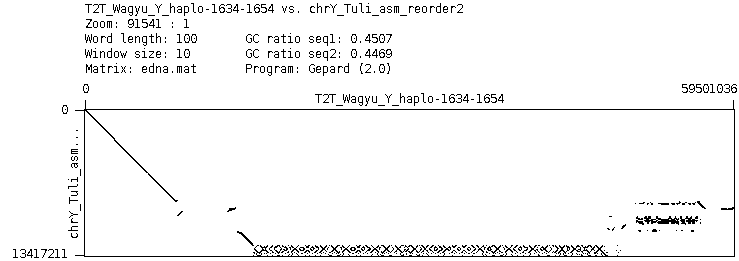 T2T_Wagyu_Y_haplo-1634-1654 vs. chrY_Tuli_asm_reorder2
Zoom: 91541 : 1
Word length: 100 GC ratio seq1: 0.4507
Window size: 10 GC ratio seq2: 0.4469
Matrix: edna.mat Program: Gepard (2.0)
0 59501036
T2T_Wagyu_Y_haplo-1634-1654
0
chrY_Tuli_asm...
13417211